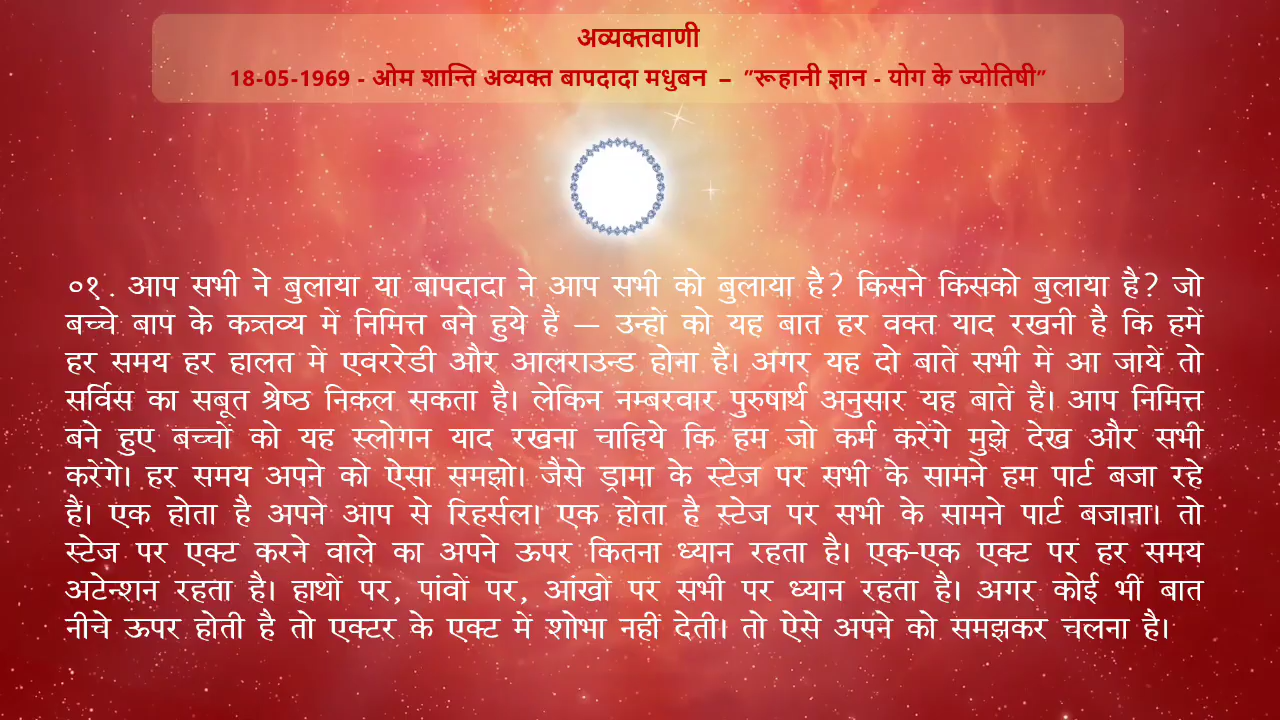 अव्यक्तवाणी
18-05-1969 - ओम शान्ति अव्यक्त बापदादा मधुबन – “रूहानी ज्ञान - योग के ज्योतिषी”
०१. आप सभी ने बुलाया या बापदादा ने आप सभी को बुलाया है? किसने किसको बुलाया है? जो
बच्चे बाप के कत्र्तव्य में निमित्त बने हुये हैं — उन्हों को यह बात हर वक्त याद रखनी है कि हमें
हर समय हर हालत में एवररेडी और आलराउन्ड होना है। अगर यह दो बातें सभी में आ जायें तो
सर्विस का सबूत श्रेष्ठ निकल सकता है। लेकिन नम्बरवार पुरुषार्थ अनुसार यह बातें हैं। आप निमित्त
बने हुए बच्चों को यह स्लोगन याद रखना चाहिये कि हम जो कर्म करेंगे मुझे देख और सभी
करेंगे। हर समय अपने को ऐसा समझो। जैसे ड्रामा के स्टेज पर सभी के सामने हम पार्ट बजा रहे
हैं। एक होता है अपने आप से रिहर्सल। एक होता है स्टेज पर सभी के सामने पार्ट बजाना। तो
स्टेज पर एक्ट करने वाले का अपने ऊपर कितना ध्यान रहता है। एक-एक एक्ट पर हर समय
अटेन्शन रहता है। हाथों पर, पांवों पर, आंखों पर सभी पर ध्यान रहता है। अगर कोई भी बात
नीचे ऊपर होती है तो एक्टर के एक्ट में शोभा नहीं देती। तो ऐसे अपने को समझकर चलना है।